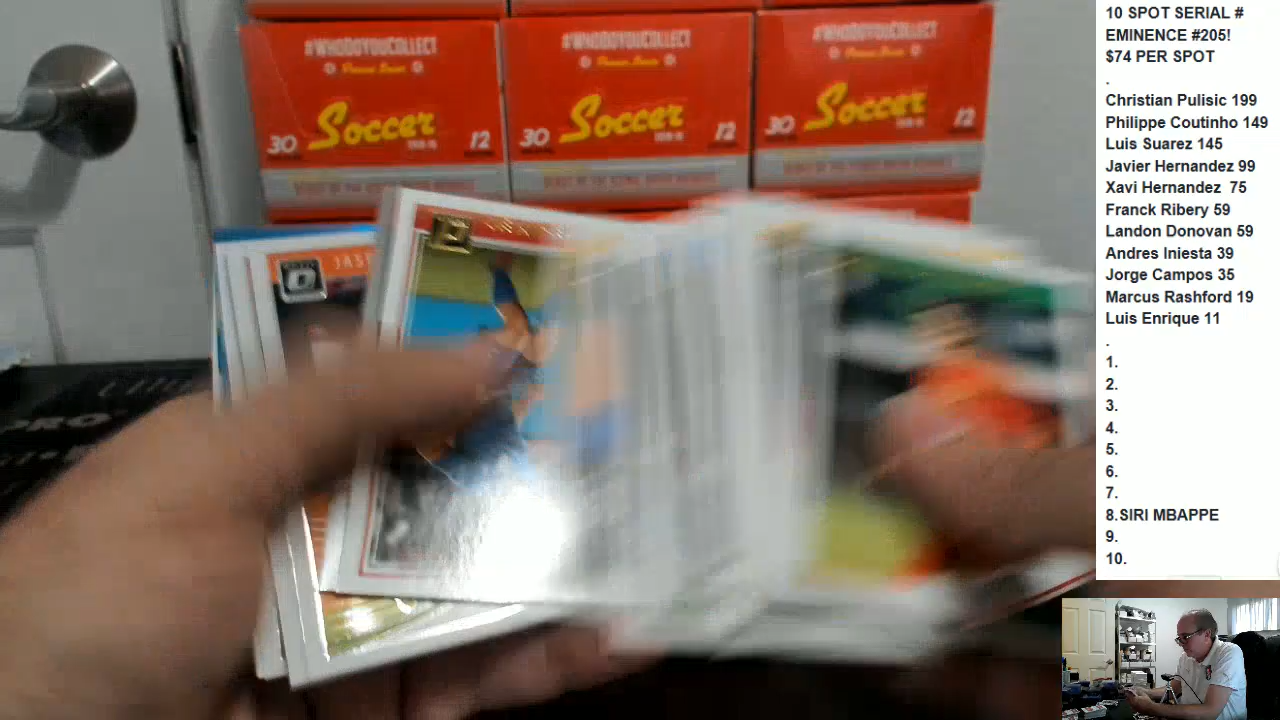 #WHODOYOUCOLLECT
Soccer
30
12
#WHODOYOUCOLLECT
Soccer
30
12
#WHODOYOUCOLLECT
Soccer
30
12
JAS
10 SPOT SERIAL #
EMINENCE #205!
$74 PER SPOT
.
Christian Pulisic 199
Philippe Coutinho 149
Luis Suarez 145
Javier Hernandez 99
Xavi Hernandez 75
Franck Ribery 59
Landon Donovan 59
Andres Iniesta 39
Jorge Campos 35
Marcus Rashford 19
Luis Enrique 11
.
1.
2.
3.
4.
5.
6.
7.
8.SIRI MBAPPE
9.
10.